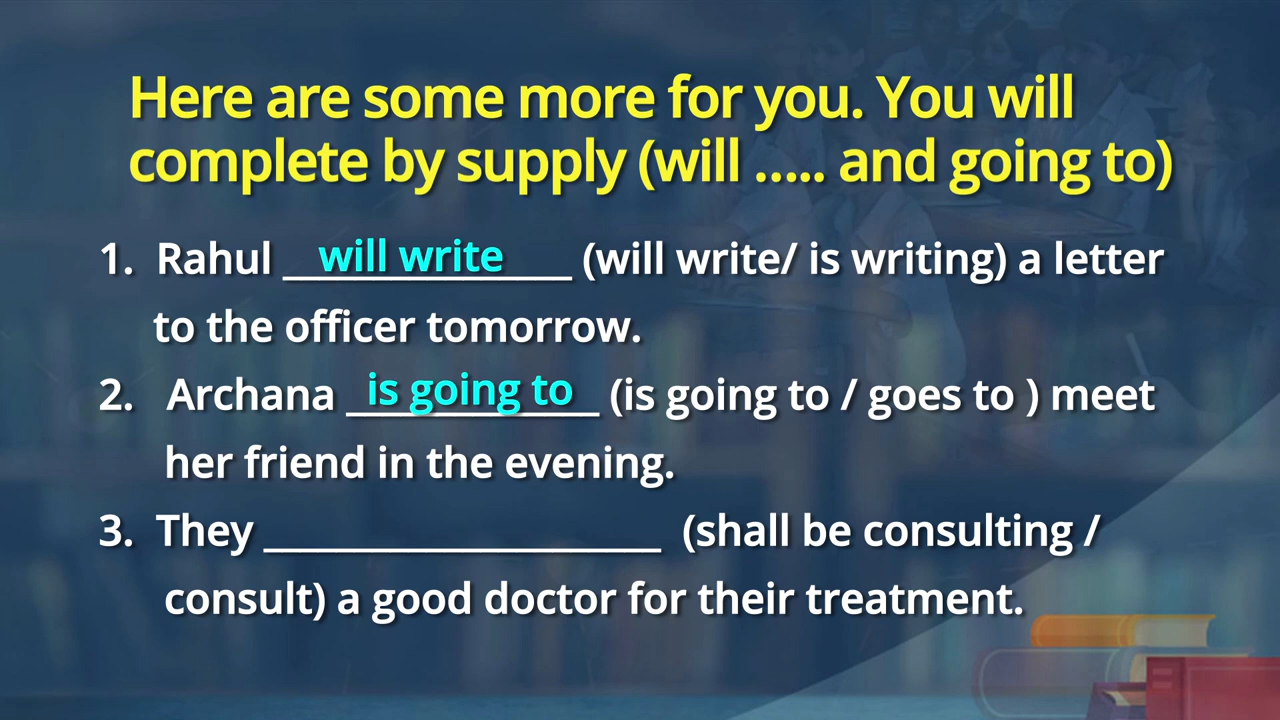 Here are some more for you. You will
complete by supply (will ..... and going to)
1. Rahul will write (will write/ is writing) a letter
to the officer tomorrow.
2. Archana is going to (is going to / goes to ) meet
her friend in the evening.
3. They ___________________ (shall be consulting /
consult) a good doctor for their treatment.